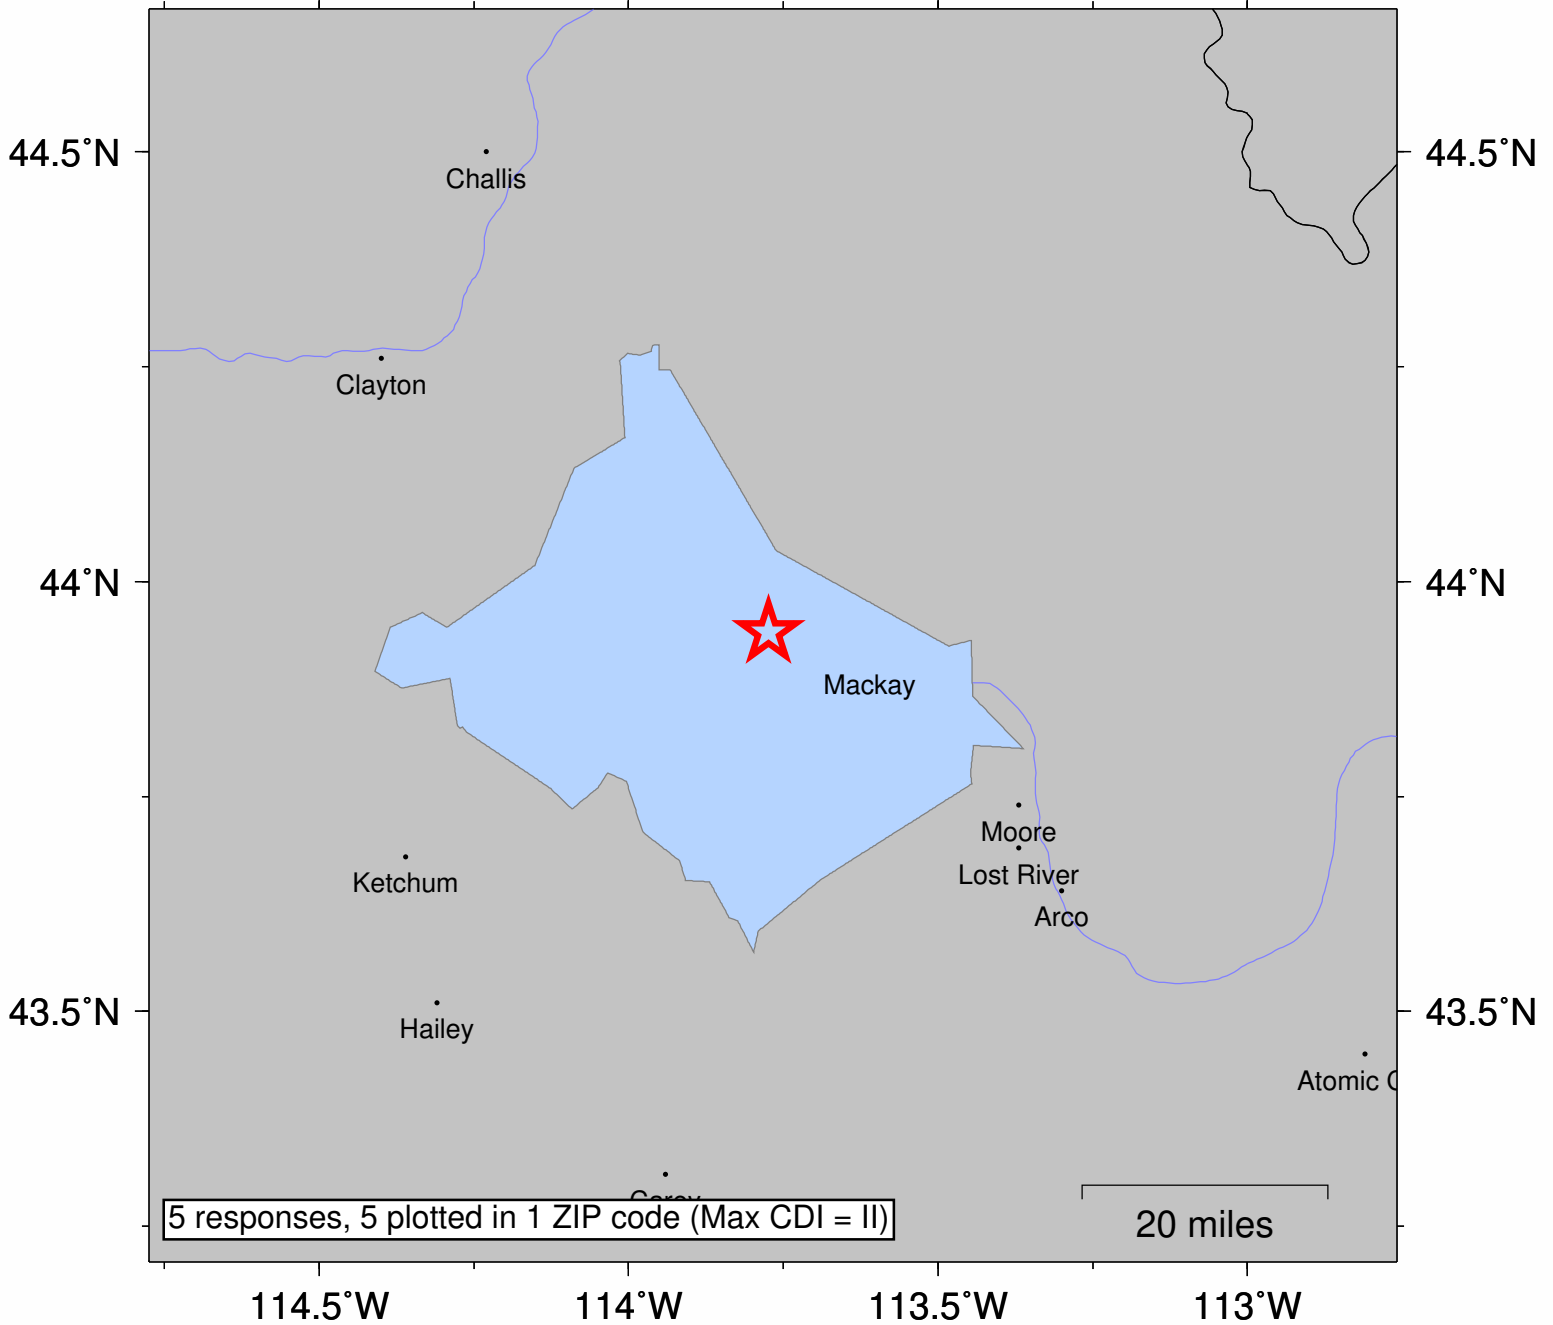 44.5°N
44.5°N
Challis
Clayton
44°N
44°N
Mackay
Moore
Lost River
Ketchum
Arco
43.5°N
43.5°N
Hailey
Atomic C
Carey
5 responses, 5 plotted in 1 ZIP code (Max CDI = II)
20 miles
114.5°W
114°W
113.5°W
113°W